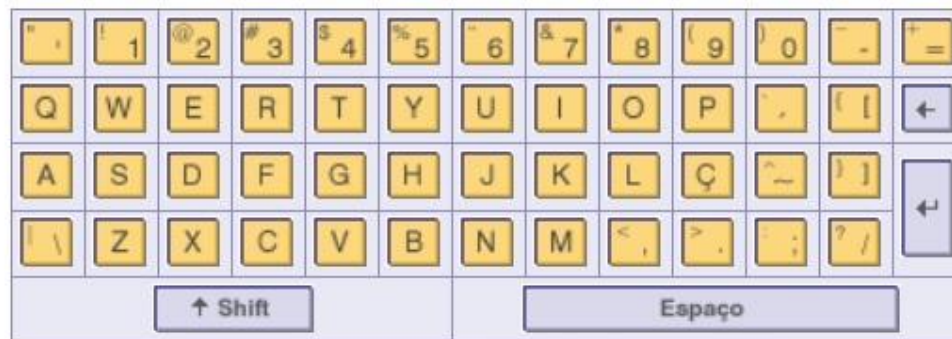 " ' ! 1 @ 2 # 3 $ 4 % 5 ¨ 6 & 7 * 8 ( 9 ) 0 _ - + =
Q W E R T Y U I O P ` ´ { [ ←
A S D F G H J K L Ç ^ ~ } ] ↵
| \ Z X C V B N M < , > . : ; ? /
↑ Shift Espaço